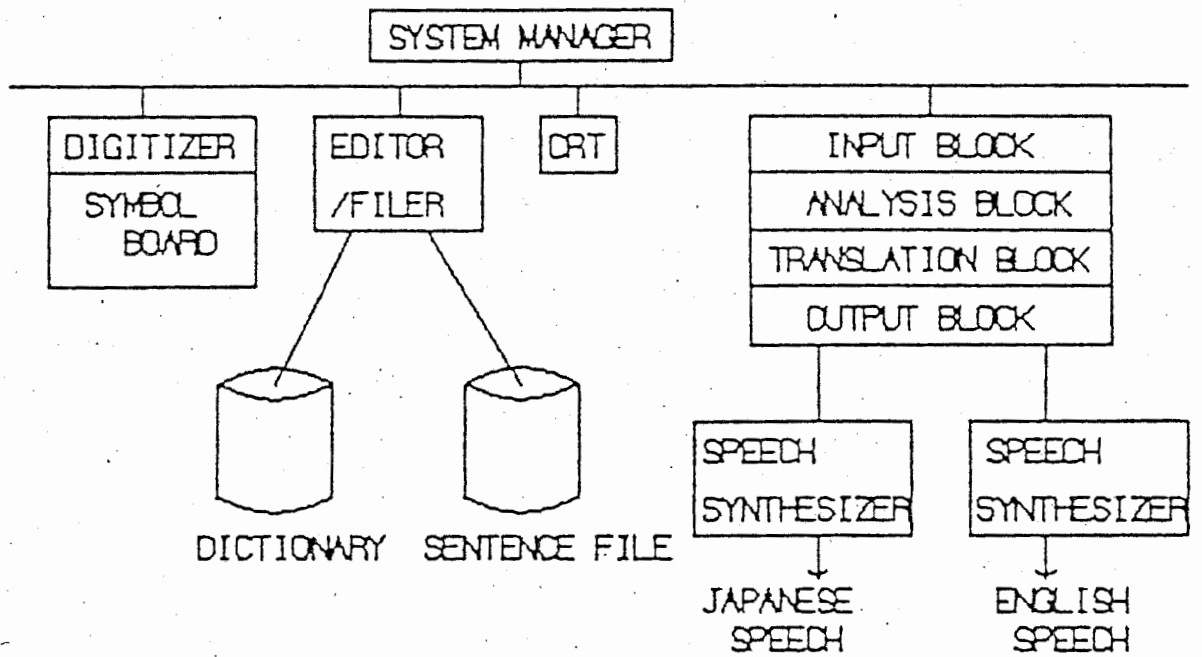 SYSTEM MANAGER
DIGITIZER
SYMBOL
BOARD
EDITOR
/FILER
CRT
INPUT BLOCK
ANALYSIS BLOCK
TRANSLATION BLOCK
OUTPUT BLOCK
DICTIONARY
SENTENCE FILE
SPEECH
SYNTHESIZER
SPEECH
SYNTHESIZER
JAPANESE
SPEECH
ENGLISH
SPEECH